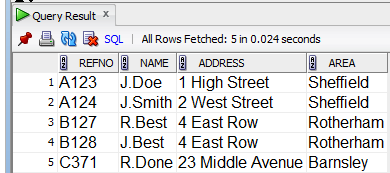 Query Result x
SQL | All Rows Fetched: 5 in 0.024 seconds
REFNO NAME ADDRESS AREA
1 A123 J.Doe 1 High Street Sheffield
2 A124 J.Smith 2 West Street Sheffield
3 B127 R.Best 4 East Row Rotherham
4 B128 J.Best 4 East Row Rotherham
5 C371 R.Done 23 Middle Avenue Barnsley